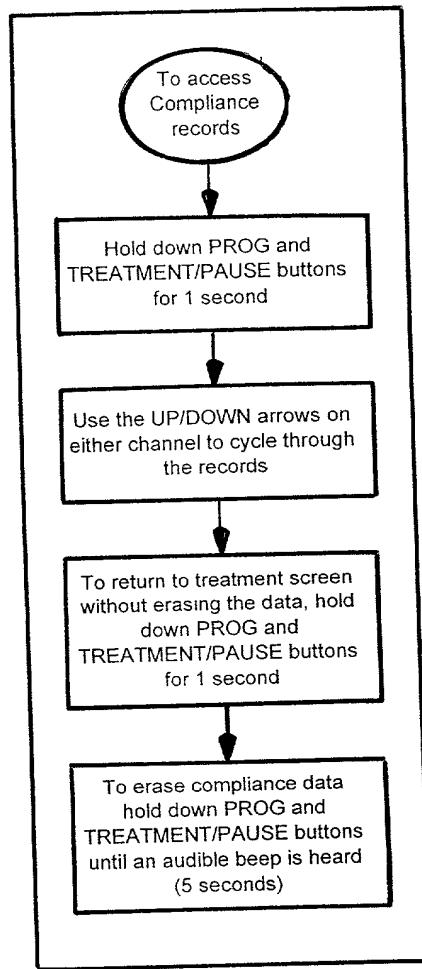 To access
Compliance
records
Hold down PROG and
TREATMENT/PAUSE buttons
for 1 second
Use the UP/DOWN arrows on
either channel to cycle through
the records
To return to treatment screen
without erasing the data, hold
down PROG and
TREATMENT/PAUSE buttons
for 1 second
To erase compliance data
hold down PROG and
TREATMENT/PAUSE buttons
until an audible beep is heard
(5 seconds)